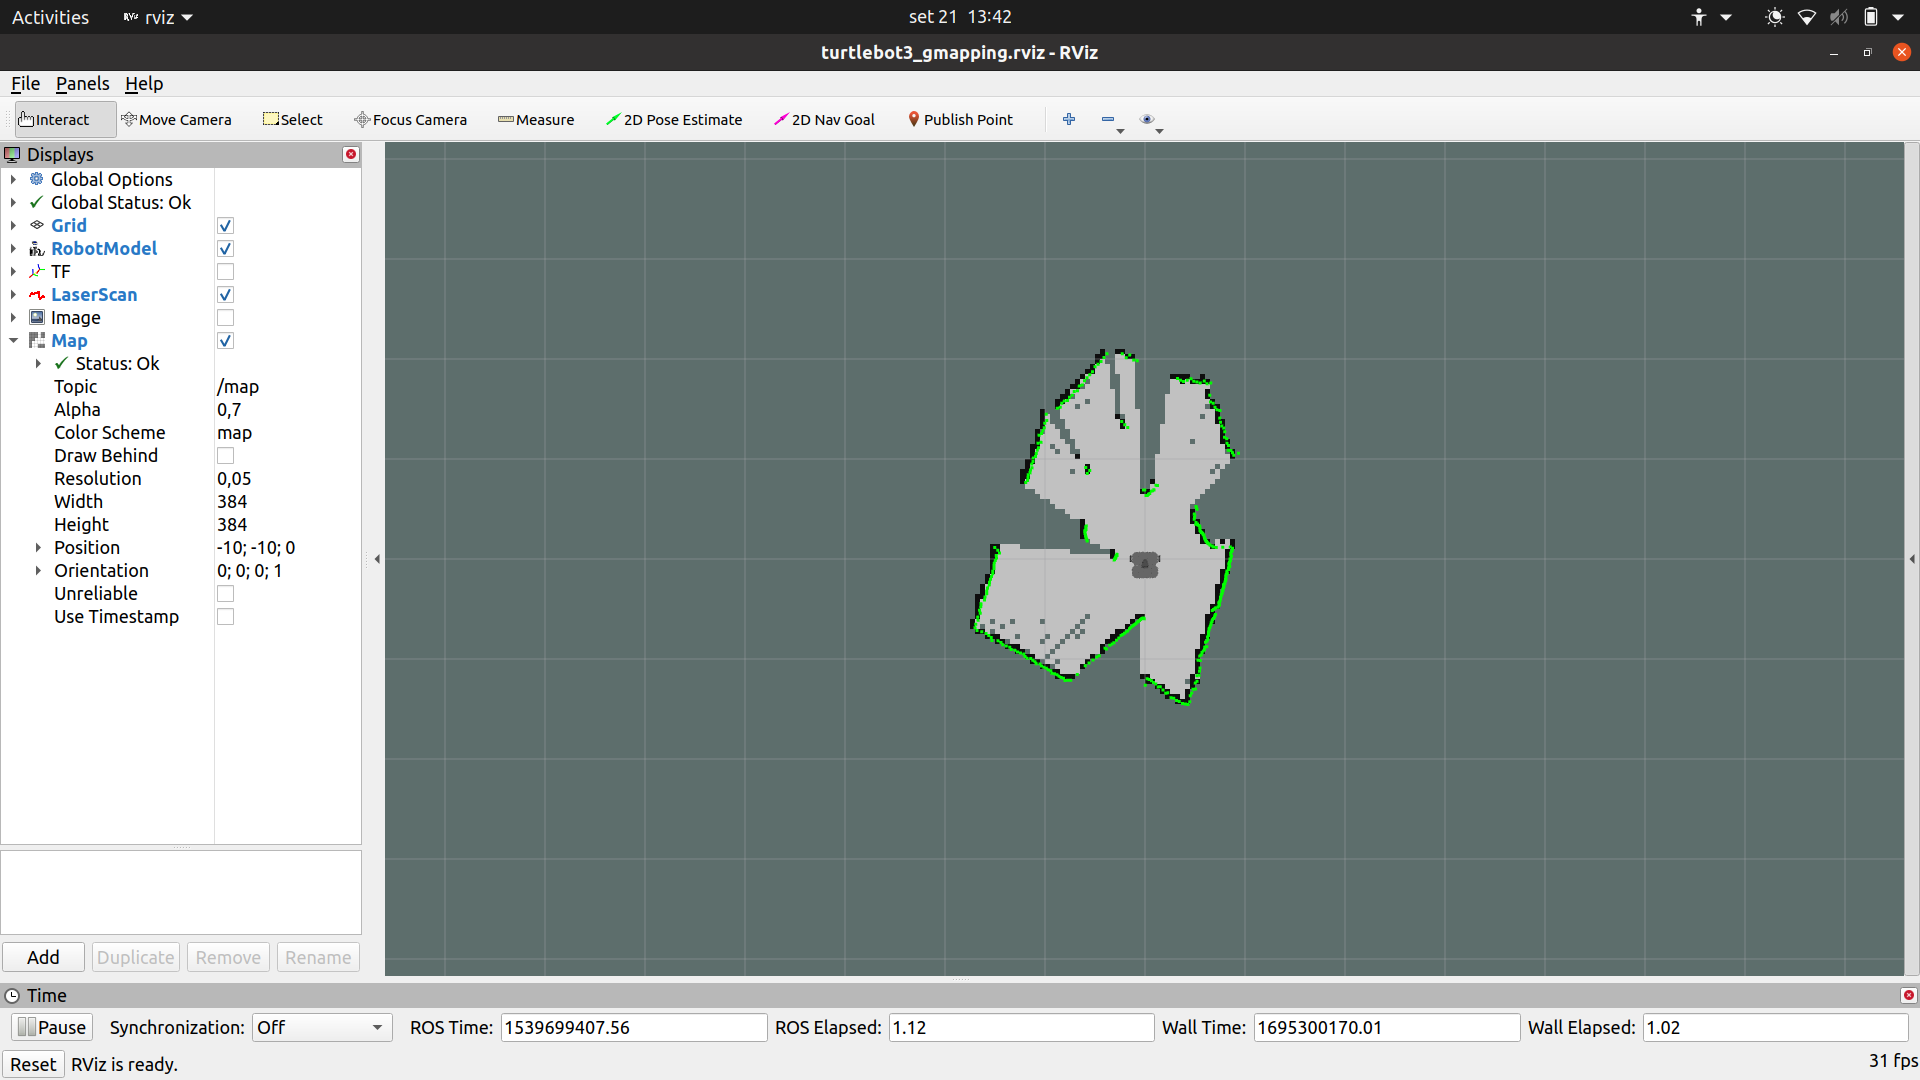 Activities rviz set 21 13:42
turtlebot3_gmapping.rviz - RViz
File Panels Help
Interact Move Camera Select Focus Camera Measure 2D Pose Estimate 2D Nav Goal Publish Point
Displays
Global Options
Global Status: Ok
Grid
RobotModel
TF
LaserScan
Image
Map
Status: Ok
Topic /map
Alpha 0,7
Color Scheme map
Draw Behind
Resolution 0,05
Width 384
Height 384
Position -10; -10; 0
Orientation 0; 0; 0; 1
Unreliable
Use Timestamp
Add Duplicate Remove Rename
Time
Pause Synchronization: Off ROS Time: 1539699407.56 ROS Elapsed: 1.12 Wall Time: 1695300170.01 Wall Elapsed: 1.02
Reset RViz is ready. 31 fps